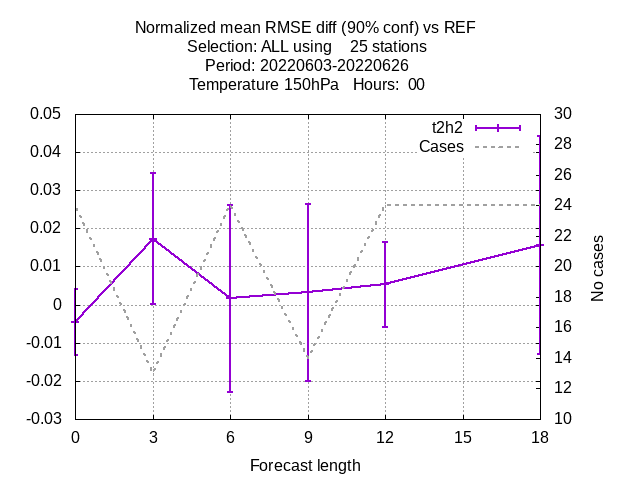 Normalized mean RMSE diff (90% conf) vs REF
Selection: ALL using 25 stations
Period: 20220603-20220626
Temperature 150hPa Hours: 00
t2h2
Cases
0.05
0.04
0.03
0.02
0.01
0
-0.01
-0.02
-0.03
30
28
26
24
22
20
18
16
14
12
10
No cases
0 3 6 9 12 15 18
Forecast length